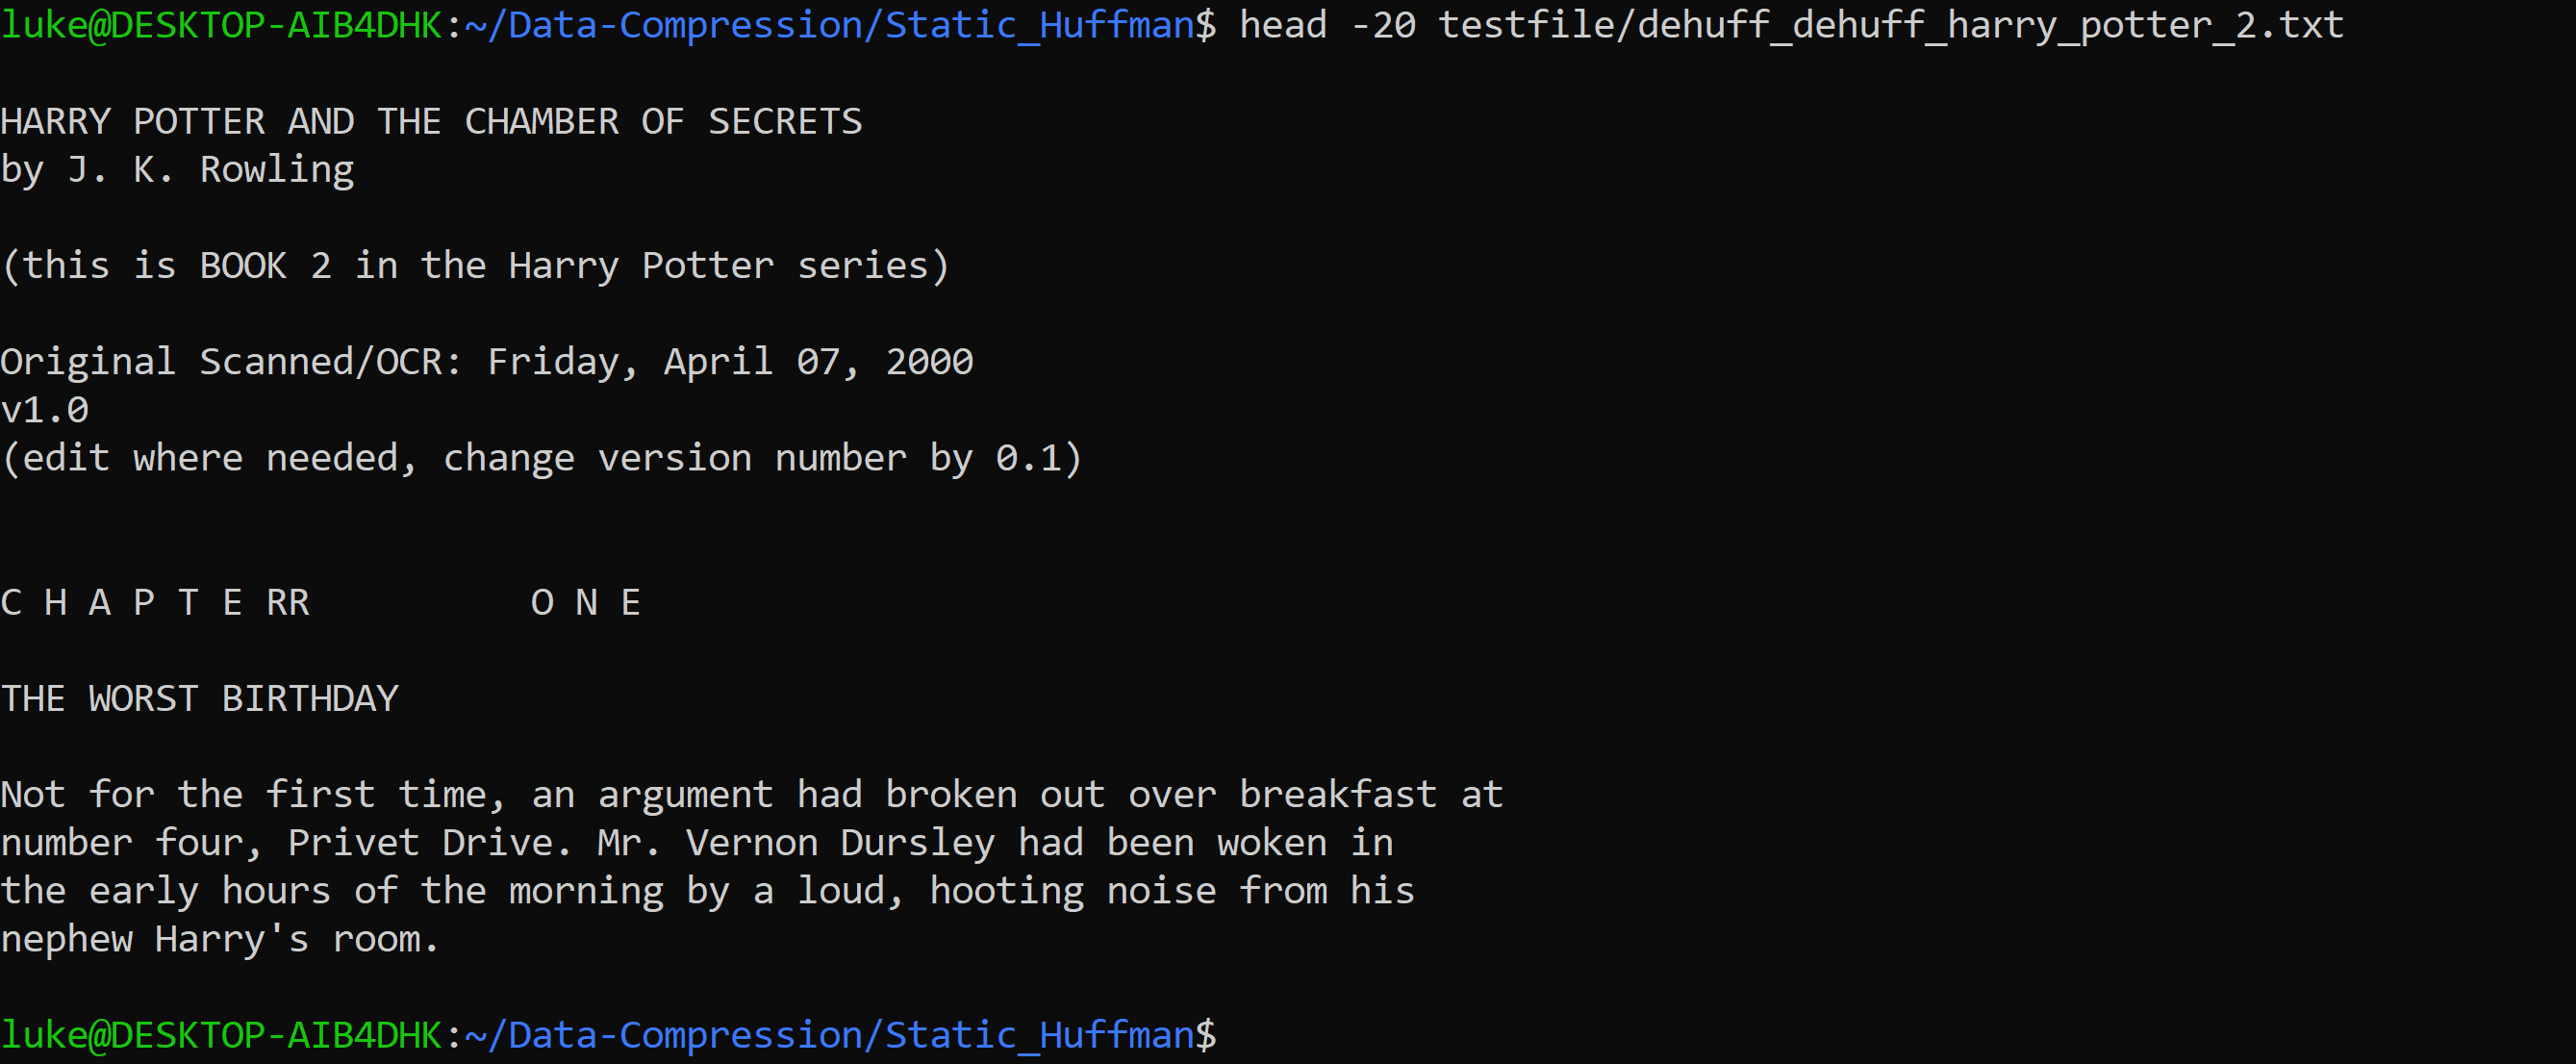 luke@DESKTOP-AIB4DHK:~/Data-Compression/Static_Huffman$ head -20 testfile/dehuff_dehuff_harry_potter_2.txt
HARRY POTTER AND THE CHAMBER OF SECRETS
by J. K. Rowling
(this is BOOK 2 in the Harry Potter series)
Original Scanned/OCR: Friday, April 07, 2000
v1.0
(edit where needed, change version number by 0.1)
C H A P T E RR          O N E
THE WORST BIRTHDAY
Not for the first time, an argument had broken out over breakfast at
number four, Privet Drive. Mr. Vernon Dursley had been woken in
the early hours of the morning by a loud, hooting noise from his
nephew Harry's room.
luke@DESKTOP-AIB4DHK:~/Data-Compression/Static_Huffman$